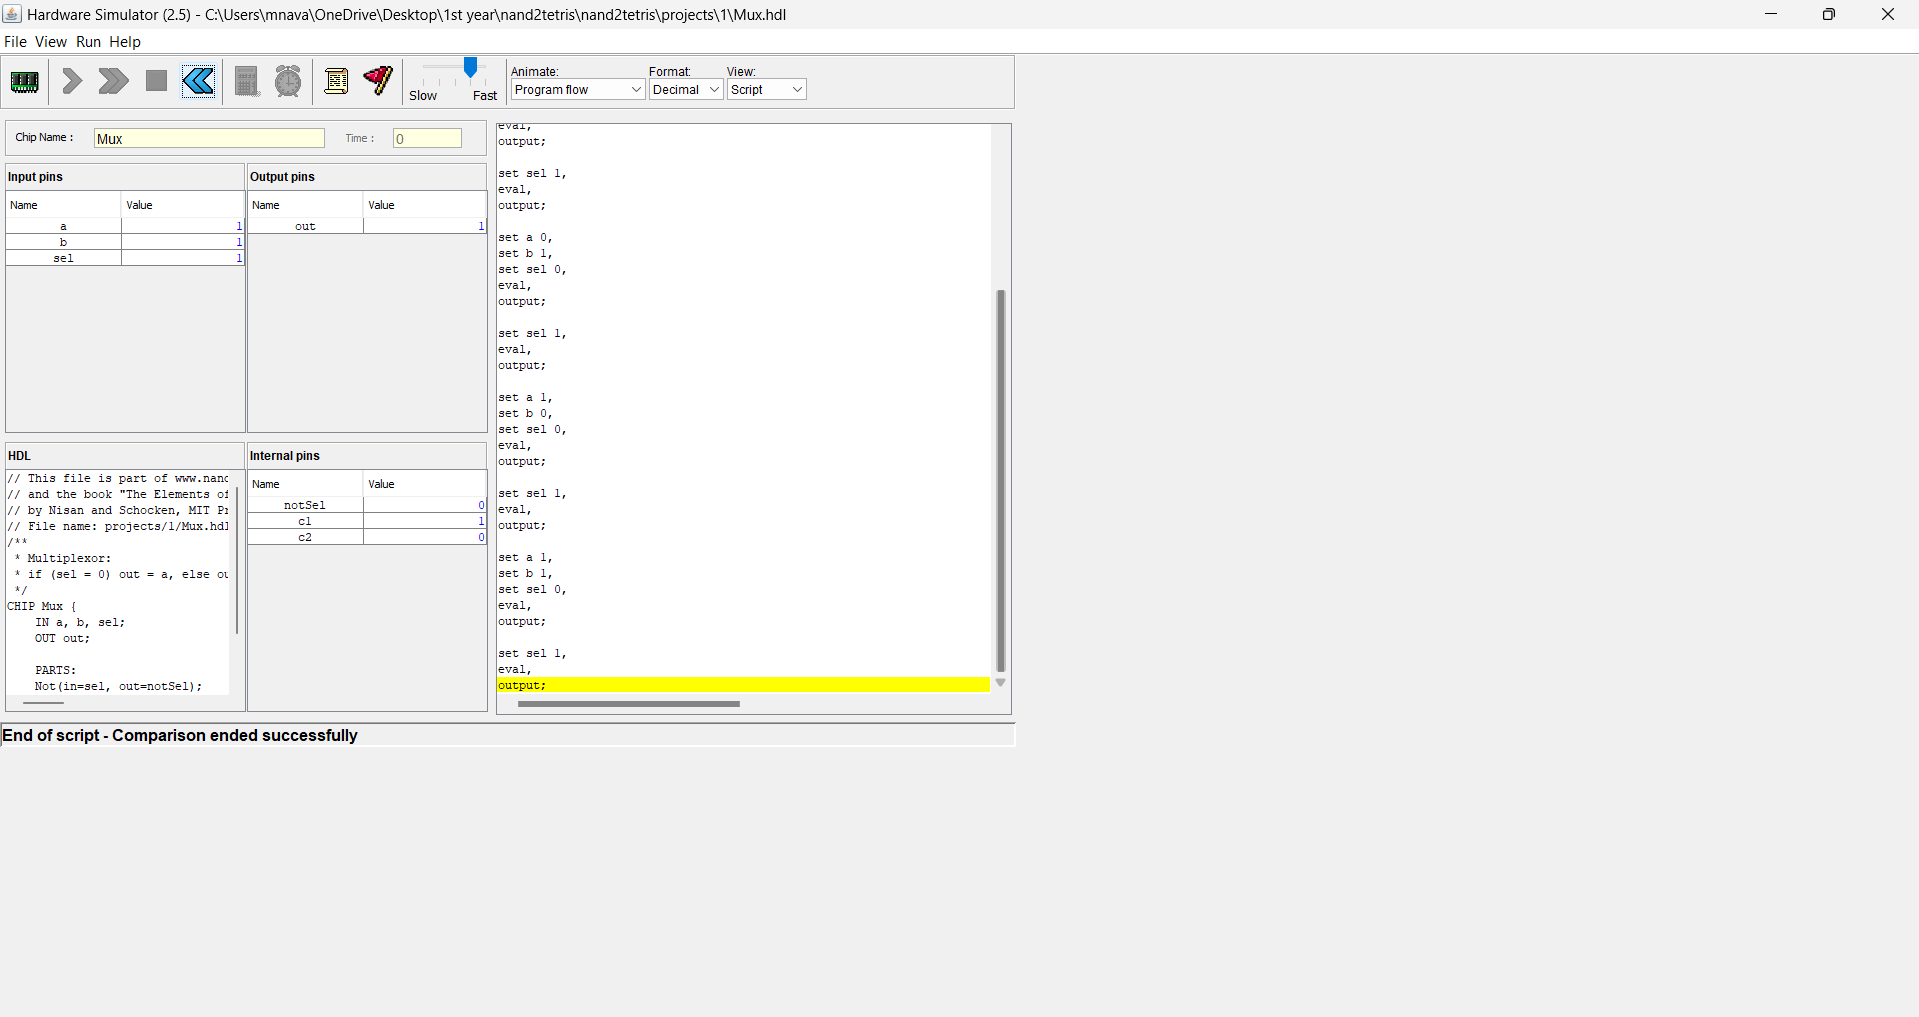 Hardware Simulator (2.5) - C:\Users\mnava\OneDrive\Desktop\1st year\nand2tetris\nand2tetris\projects\1\Mux.hdl
File View Run Help
Slow Fast
Animate:
Program flow
Format:
Decimal
View:
Script
Chip Name : Mux Time : 0
Input pins
Name Value
a 1
b 1
sel 1
Output pins
Name Value
out 1
HDL
// This file is part of www.nand
// and the book "The Elements of
// by Nisan and Schocken, MIT Pr
// File name: projects/1/Mux.hdl
/**
 * Multiplexor:
 * if (sel = 0) out = a, else ou
 */
CHIP Mux {
    IN a, b, sel;
    OUT out;
    PARTS:
    Not(in=sel, out=notSel);
Internal pins
Name Value
notSel 0
c1 1
c2 0
eval,
output;
set sel 1,
eval,
output;
set a 0,
set b 1,
set sel 0,
eval,
output;
set sel 1,
eval,
output;
set a 1,
set b 0,
set sel 0,
eval,
output;
set sel 1,
eval,
output;
set a 1,
set b 1,
set sel 0,
eval,
output;
set sel 1,
eval,
output;
End of script - Comparison ended successfully